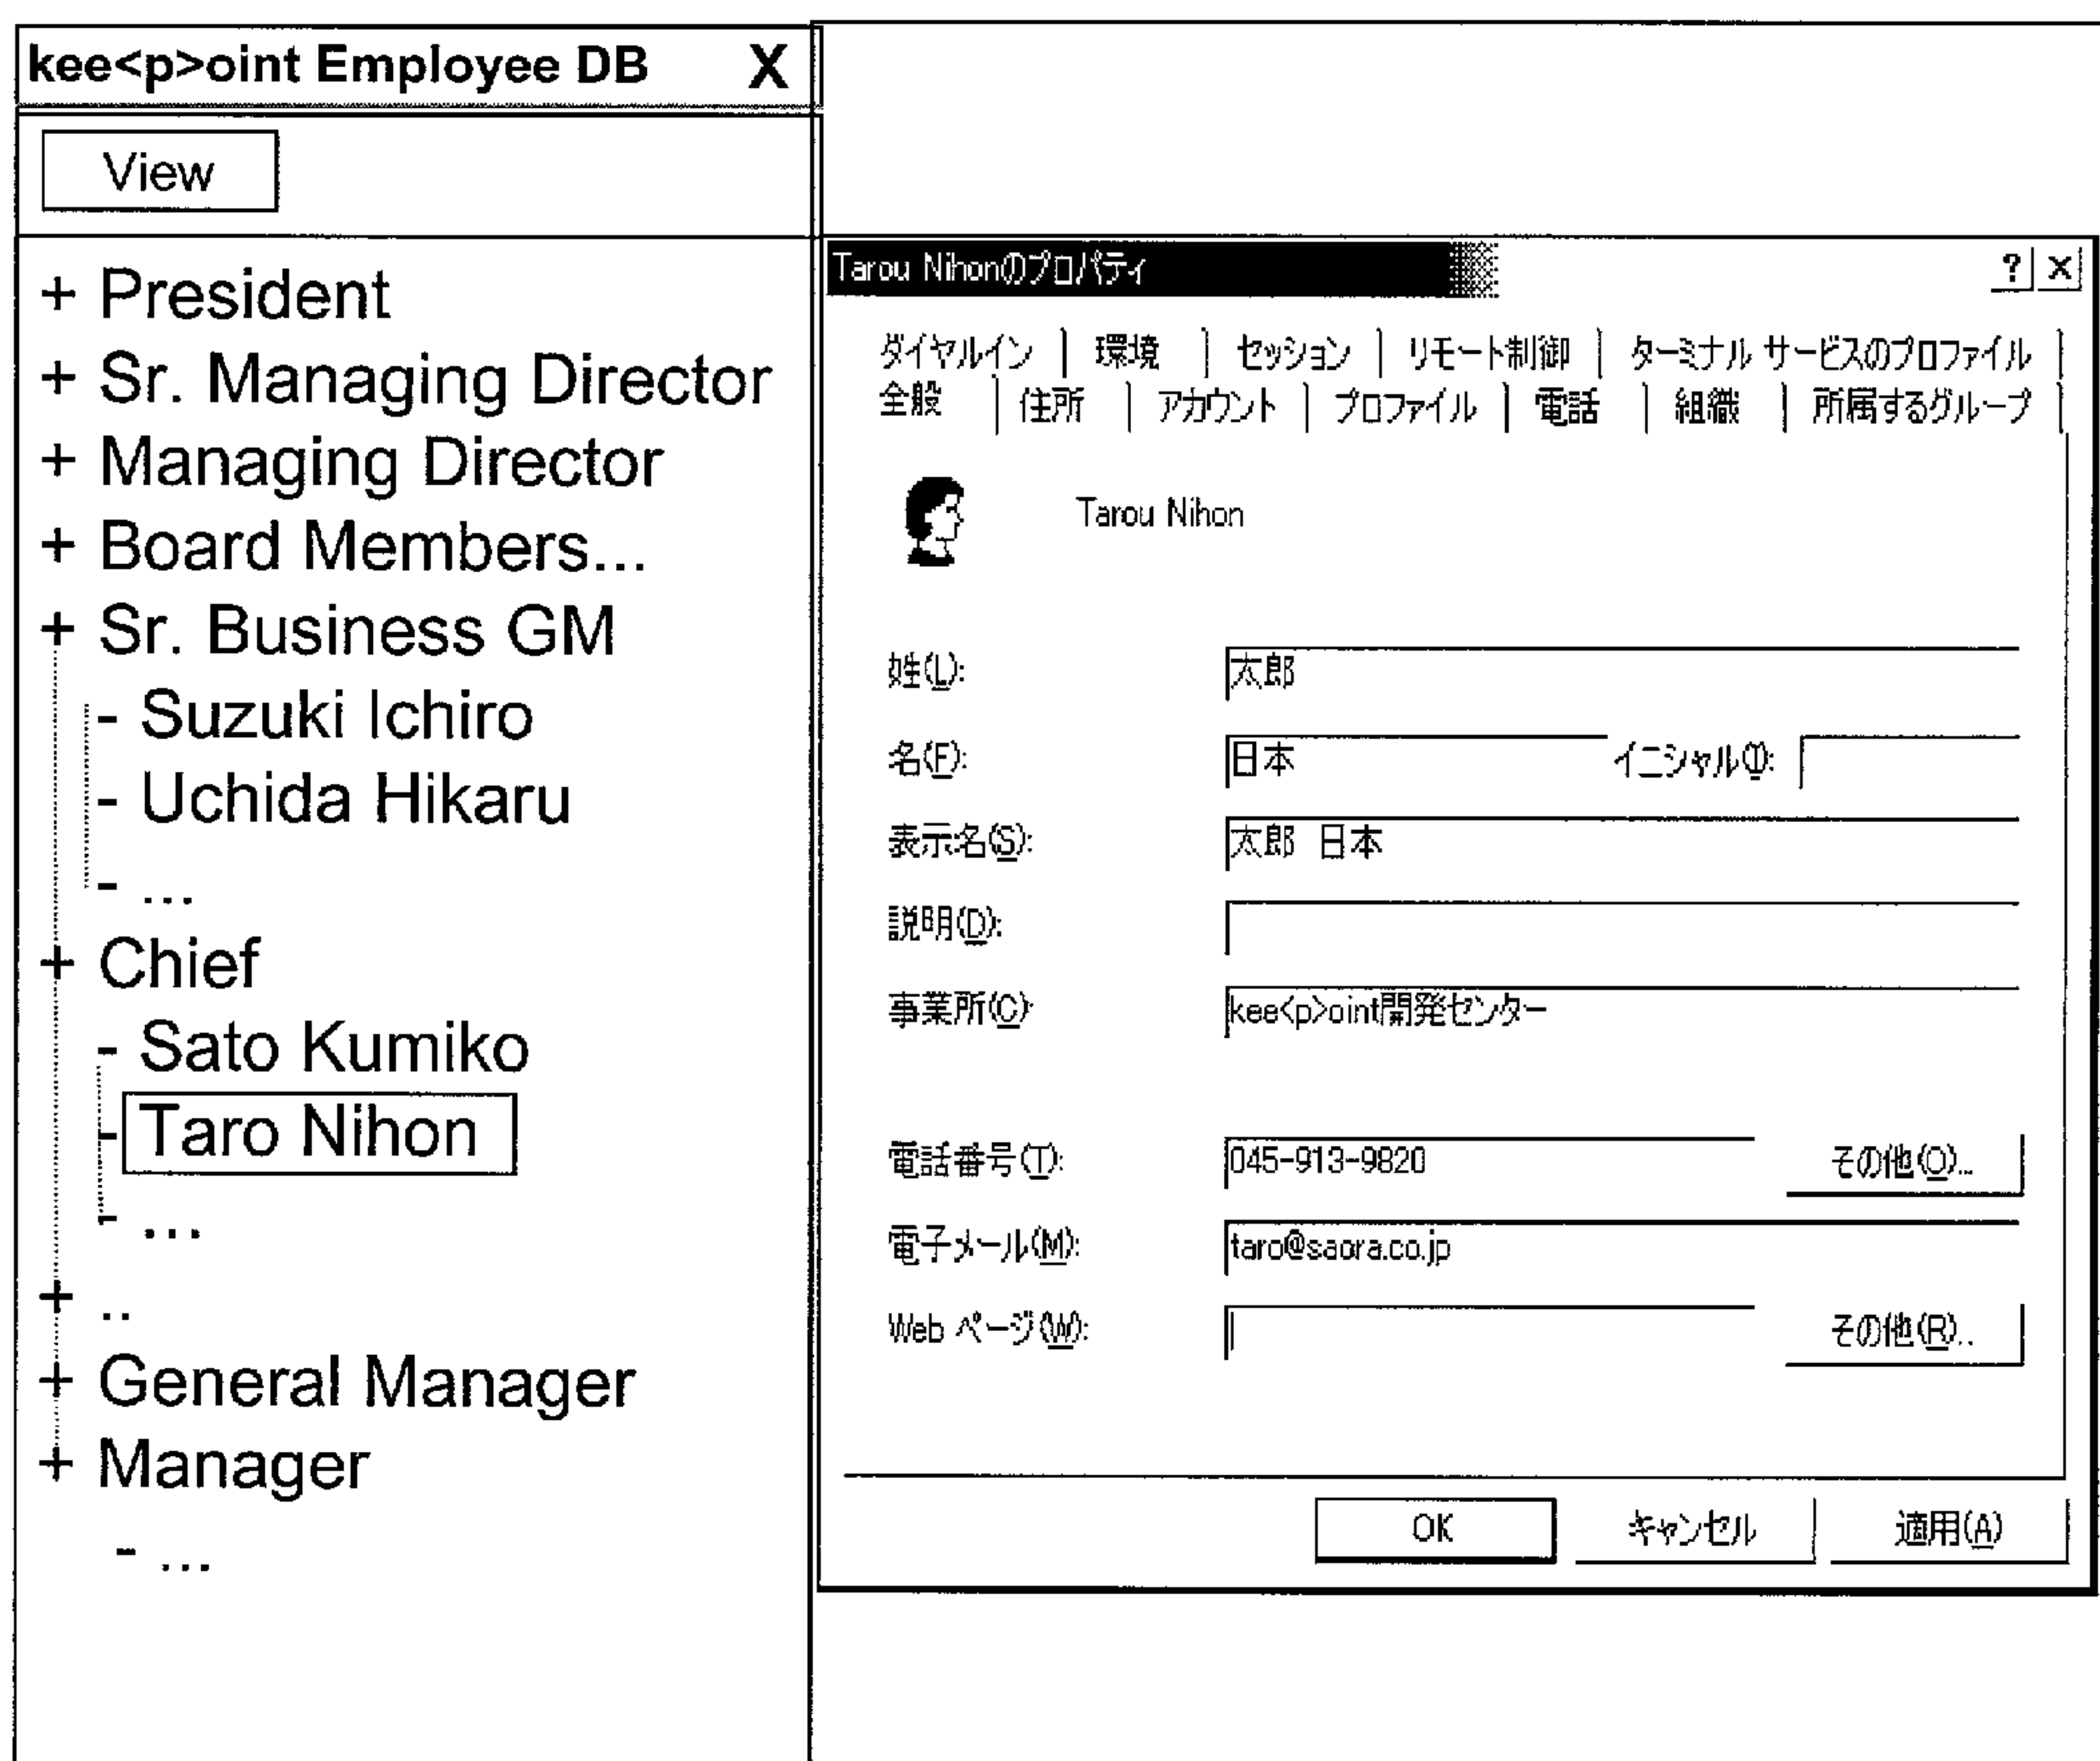 kee<p>oint Employee DB X
View
+ President
+ Sr. Managing Director
+ Managing Director
+ Board Members...
+ Sr. Business GM
- Suzuki Ichiro
- Uchida Hikaru
- ...
+ Chief
- Sato Kumiko
- Taro Nihon
- ...
+ ..
+ General Manager
+ Manager
- ...
Tarou Nihonのプロパティ ? ×
ダイヤルイン 環境 セッション リモート制御 ターミナル サービスのプロファイル
全般 住所 アカウント プロファイル 電話 組織 所属するグループ
Tarou Nihon
姓(L): 太郎
名(F): 日本 イニシャル(I):
表示名(S): 太郎 日本
説明(D):
事業所(C): kee<p>oint開発センター
電話番号(T): 045-913-9820 その他(O)...
電子メール(M): taro@saora.co.jp
Web ページ(W): その他(R)..
OK キャンセル 適用(A)